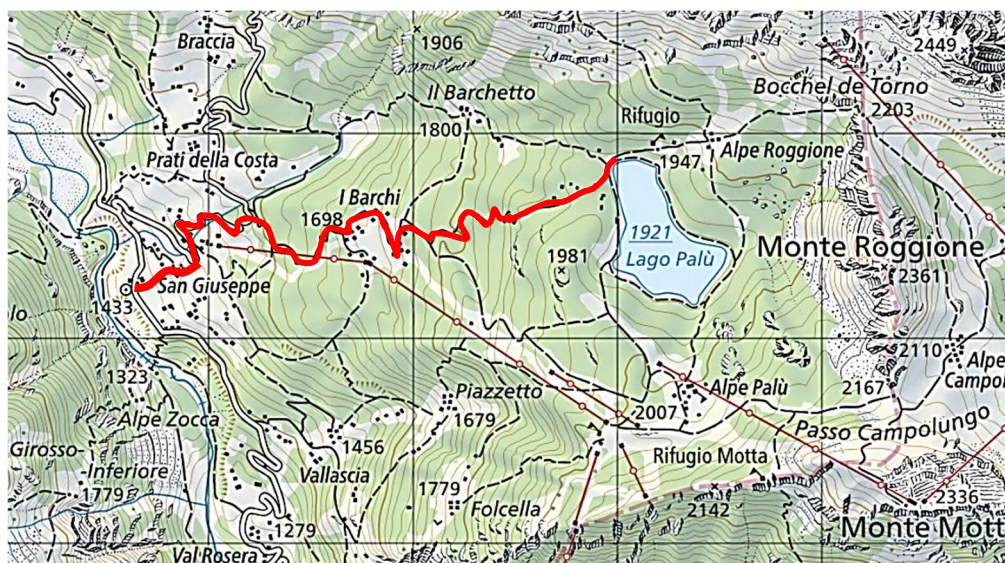 Braccia
1906
2449
Bocchel de Torno
2203
Il Barchetto
Rifugio
1800
1947
Alpe Roggione
Prati della Costa
I Barchi
1698
1921
Lago Palù
Monte Roggione
1981
2361
San Giuseppe
1433
lo
1323
2110
Alpe
Campolun
2167
Piazzetto
Alpe Palù
1679
2007
Passo Campolungo
Alpe Zocca
1456
Girosso-
-Inferiore
Vallascia
Rifugio Motta
1779
1779
2336
2142
Folcella
1279
Monte Mott
Val Rosera